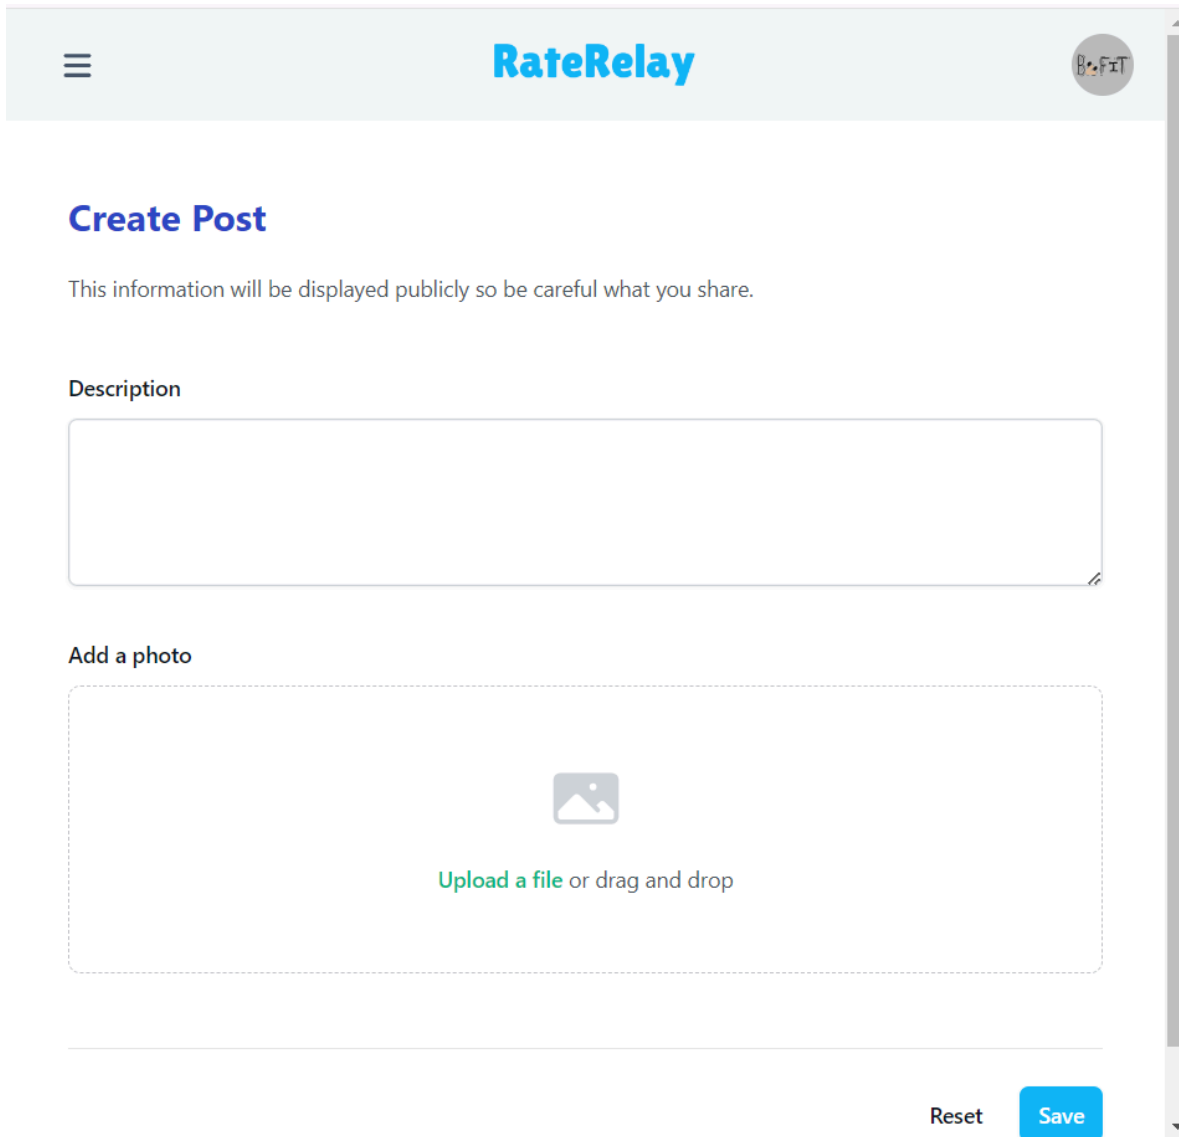 RateRelay
BeFIT
Create Post
This information will be displayed publicly so be careful what you share.
Description
Add a photo
Upload a file or drag and drop
Reset
Save